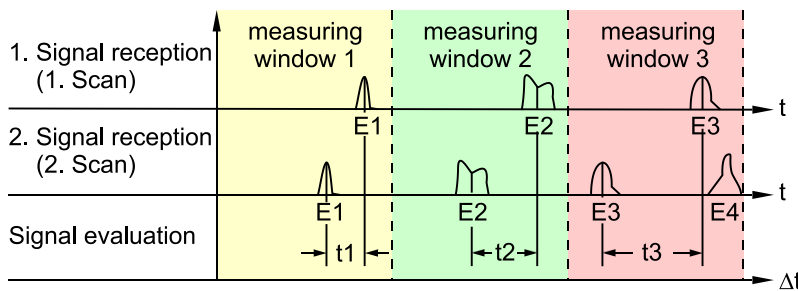 measuring window 1
measuring window 2
measuring window 3
1. Signal reception
(1. Scan)
t
E1
E2
E3
2. Signal reception
(2. Scan)
t
E1
E2
E3
E4
Signal evaluation
t1
t2
t3
Δt